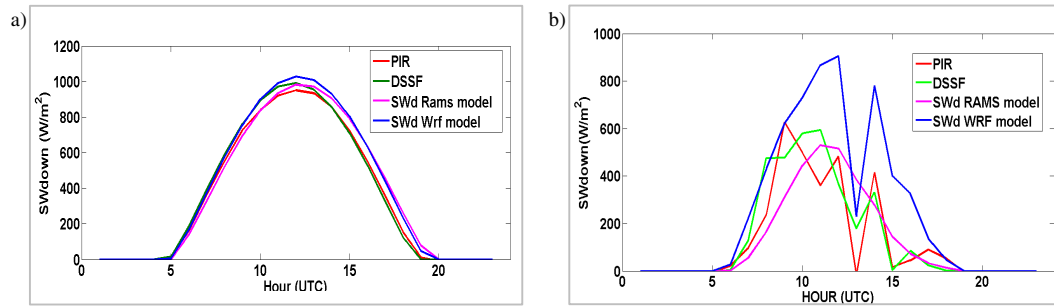 a)
1200
1000
800
600
400
200
0
SWdown (W/m²)
5
10
15
20
Hour (UTC)
PIR
DSSF
SWd Rams model
SWd Wrf model
b)
1000
800
600
400
200
0
SWdown(W/m²)
5
10
15
20
HOUR (UTC)
PIR
DSSF
SWd RAMS model
SWd WRF model